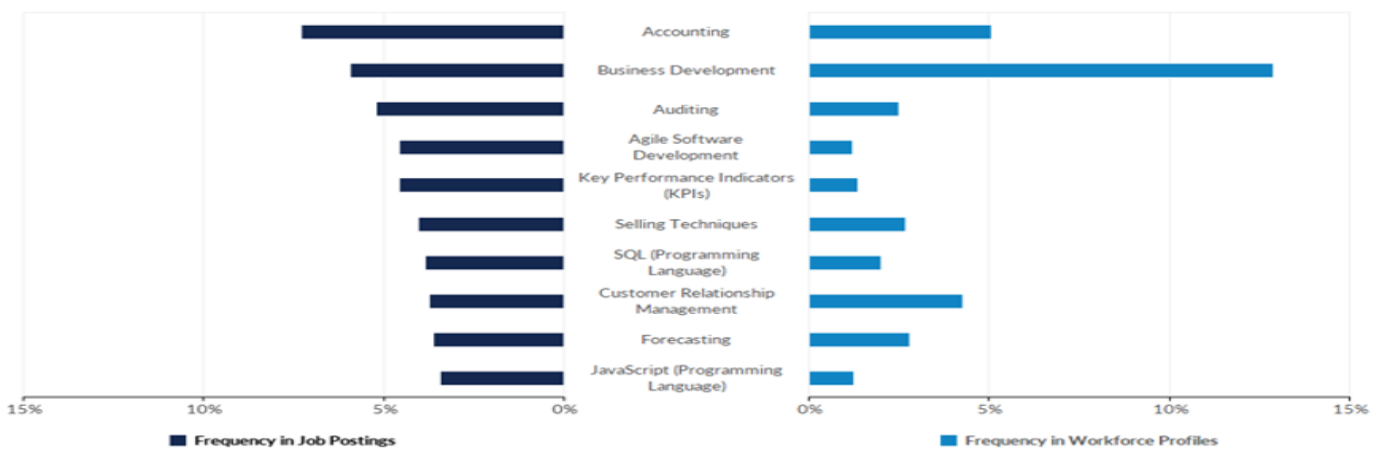 Accounting
Business Development
Auditing
Agile Software
Development
Key Performance Indicators
(KPIs)
Selling Techniques
SQL (Programming
Language)
Customer Relationship
Management
Forecasting
JavaScript (Programming
Language)
15% 10% 5% 0% 0% 5% 10% 15%
Frequency in Job Postings Frequency in Workforce Profiles